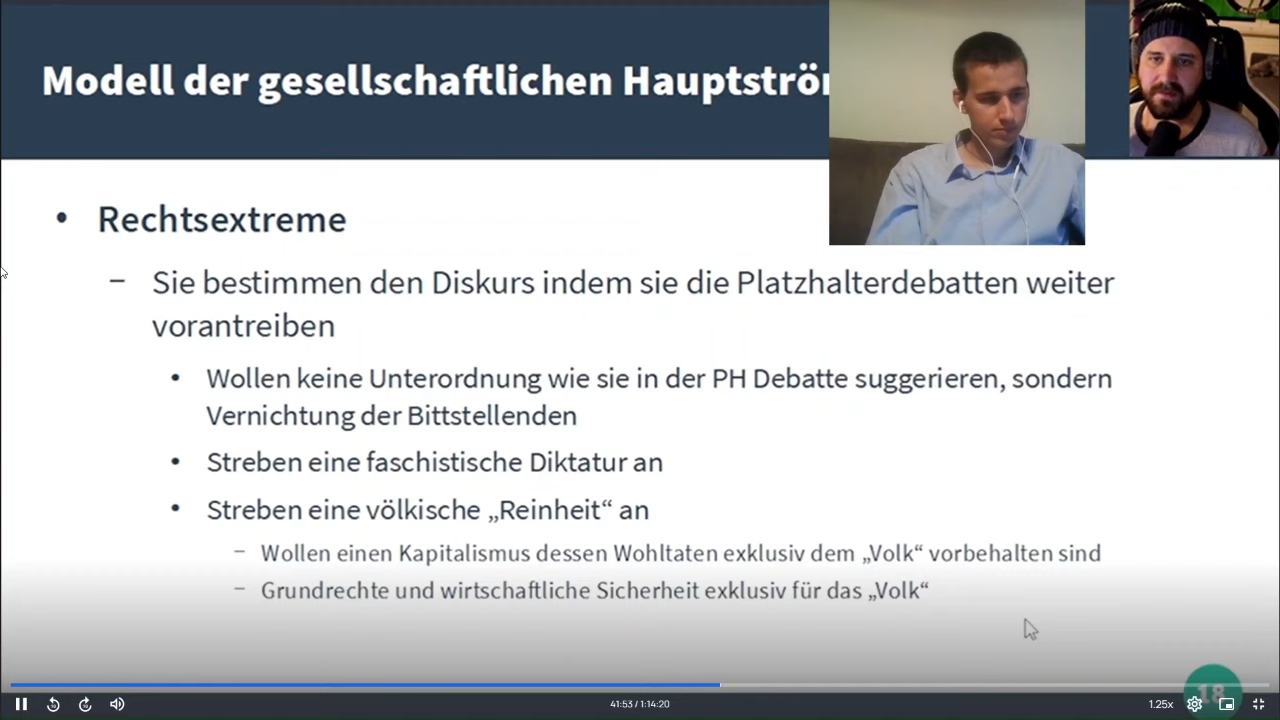 Modell der gesellschaftlichen Hauptströ
• Rechtsextreme
– Sie bestimmen den Diskurs indem sie die Platzhalterdebatten weiter
vorantreiben
• Wollen keine Unterordnung wie sie in der PH Debatte suggerieren, sondern
Vernichtung der Bittstellenden
• Streben eine faschistische Diktatur an
• Streben eine völkische „Reinheit“ an
– Wollen einen Kapitalismus dessen Wohltaten exklusiv dem „Volk“ vorbehalten sind
– Grundrechte und wirtschaftliche Sicherheit exklusiv für das „Volk“
18
41:53 / 1:14:20
1.25x